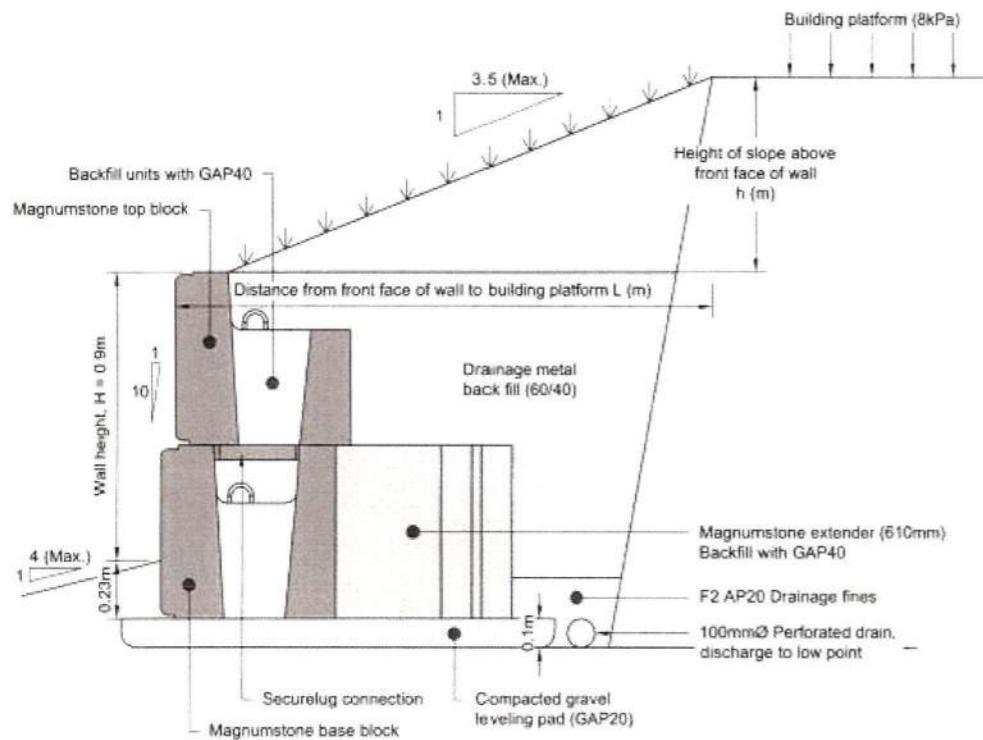 Building platform (8kPa)
3.5 (Max.)
1
Height of slope above
front face of wall
h (m)
Backfill units with GAP40
Magnumstone top block
Distance from front face of wall to building platform L (m)
1
10
Wall height, H = 0 9m
Drainage metal
back fill (60/40)
4 (Max.)
1
0.23m
Magnumstone extender (610mm)
Backfill with GAP40
F2 AP20 Drainage fines
0.1m
100mmØ Perforated drain,
discharge to low point
Securelug connection
Compacted gravel
leveling pad (GAP20)
Magnumstone base block